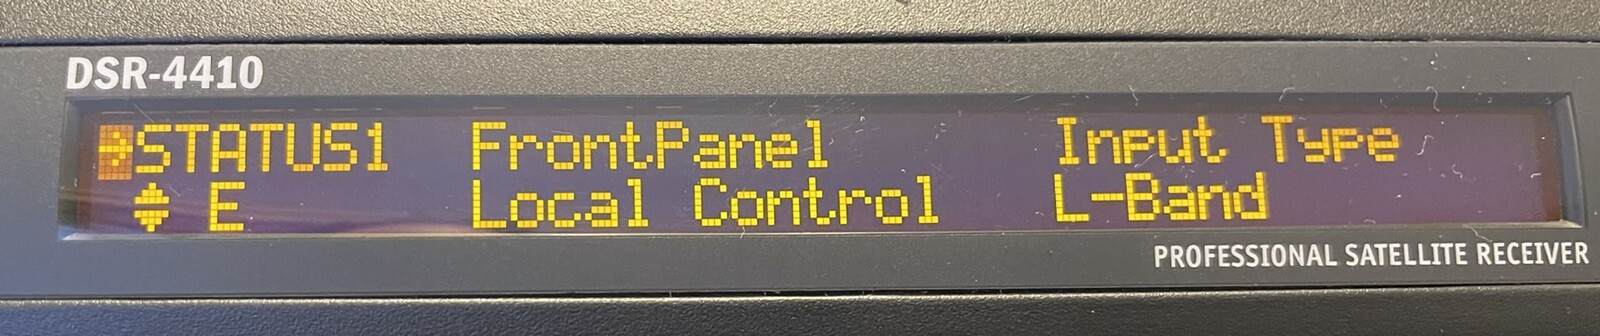 DSR-4410
STATUS1 FrontPanel Input Type
E Local Control L-Band
PROFESSIONAL SATELLITE RECEIVER